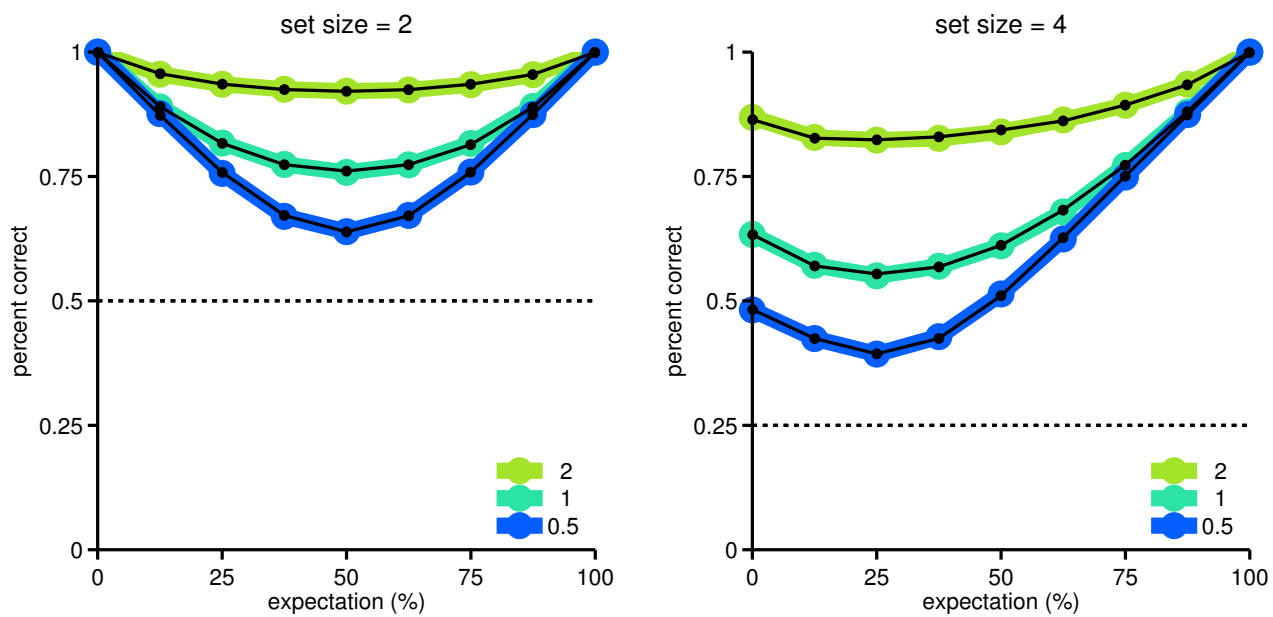 set size = 2
1
0.75
0.5
0.25
0
percent correct
0 25 50 75 100
expectation (%)
2
1
0.5
set size = 4
1
0.75
0.5
0.25
0
percent correct
0 25 50 75 100
expectation (%)
2
1
0.5